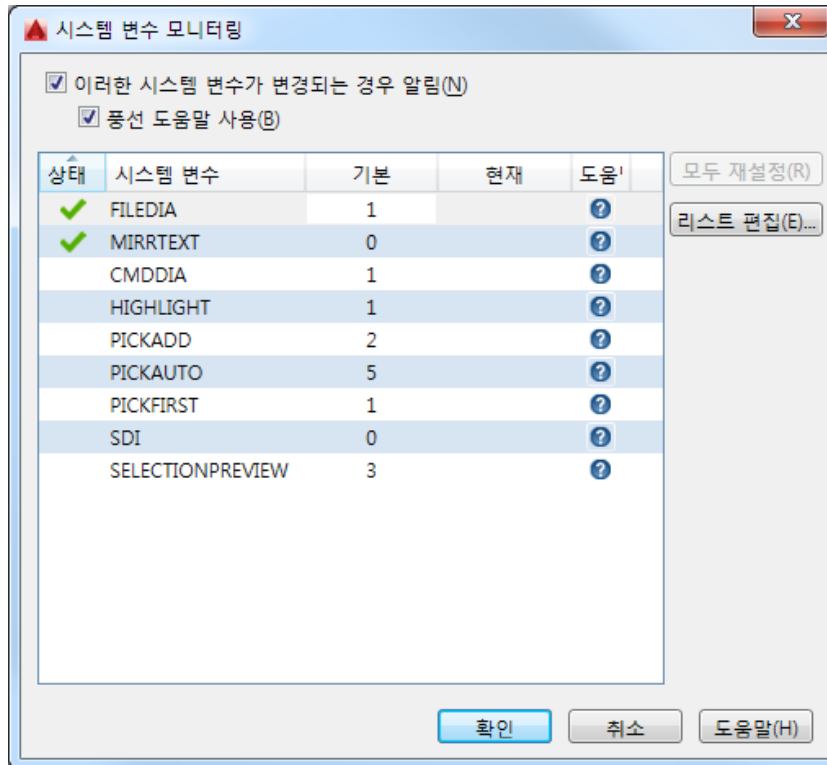 시스템 변수 모니터링
이러한 시스템 변수가 변경되는 경우 알림(N)
풍선 도움말 사용(B)
상태 시스템 변수 기본 현재 도움
모두 재설정(R)
리스트 편집(E)...
FILEDIA 1
MIRRTEXT 0
CMDDIA 1
HIGHLIGHT 1
PICKADD 2
PICKAUTO 5
PICKFIRST 1
SDI 0
SELECTIONPREVIEW 3
확인 취소 도움말(H)